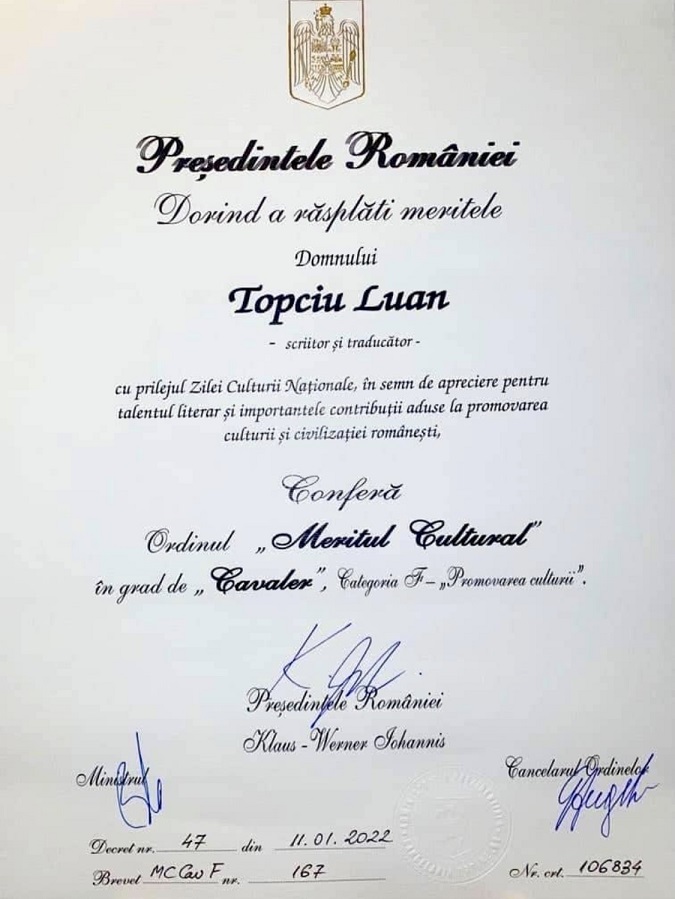 Președintele României
Dorind a răsplăti meritele
Domnului
Topciu Luan
- scriitor și traducător -
cu prilejul Zilei Culturii Naționale, în semn de apreciere pentru
talentul literar și importantele contribuții aduse la promovarea
culturii și civilizației românești,
Conferă
Ordinul „Meritul Cultural”
în grad de „Cavaler”, Categoria F – „Promovarea culturii”.
Președintele României
Klaus - Werner Iohannis
Ministrul
Cancelarul Ordinelor
Decret nr. 47 din 11.01.2022
Brevet MC Cav F nr. 167
Nr. crt. 106834